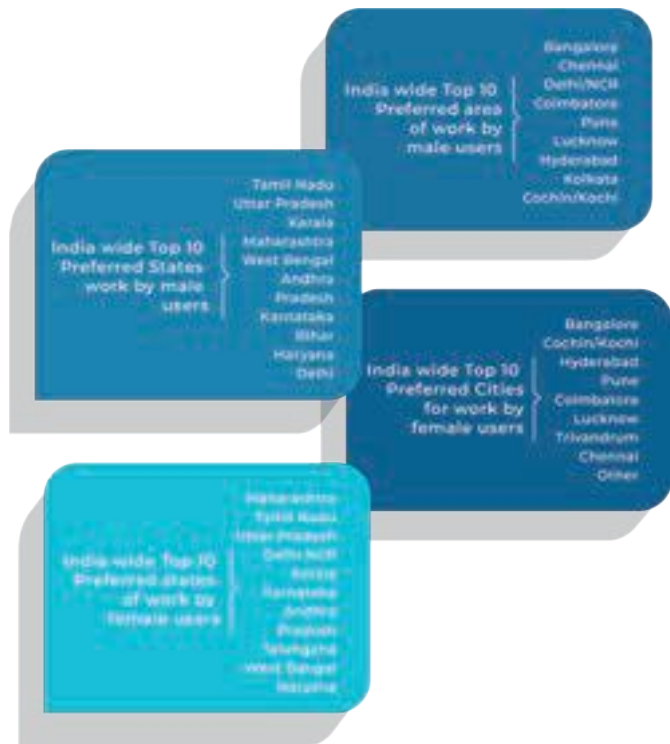 India wide Top 10
Preferred area
of work by
male users
Bangalore
Chennai
Delhi/NCR
Coimbatore
Pune
Lucknow
Hyderabad
Kolkata
Cochin/Kochi
India wide Top 10
Preferred States
work by male
users
Tamil Nadu
Uttar Pradesh
Kerala
Maharashtra
West Bengal
Andhra
Pradesh
Karnataka
Bihar
Haryana
Delhi
India wide Top 10
Preferred Cities
for work by
female users
Bangalore
Cochin/Kochi
Hyderabad
Pune
Coimbatore
Lucknow
Trivandrum
Chennai
Other
India wide Top 10
Preferred states
of work by
female users
Maharashtra
Tamil Nadu
Uttar Pradesh
Delhi NCR
Kerala
Karnataka
Andhra
Pradesh
Telangana
West Bengal